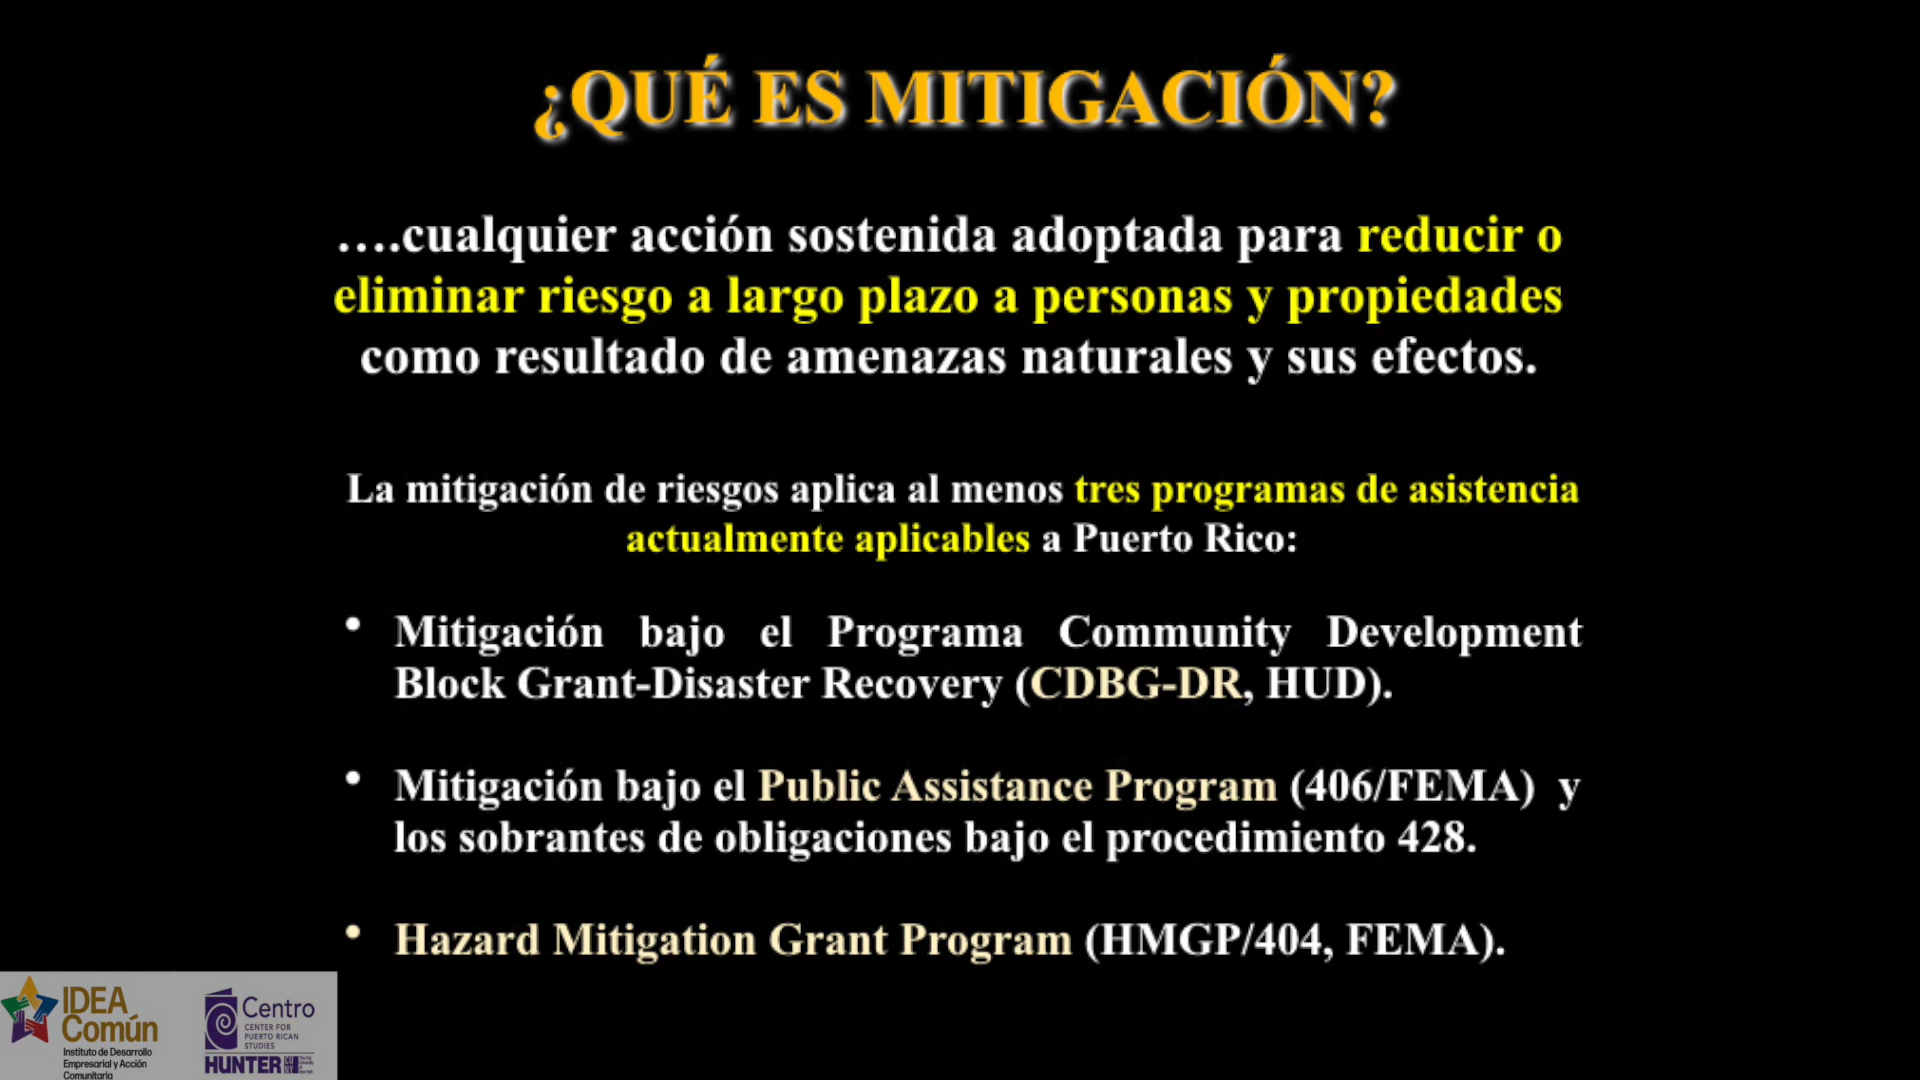 ¿QUÉ ES MITIGACIÓN?
....cualquier acción sostenida adoptada para reducir o
eliminar riesgo a largo plazo a personas y propiedades
como resultado de amenazas naturales y sus efectos.
La mitigación de riesgos aplica al menos tres programas de asistencia
actualmente aplicables a Puerto Rico:
• Mitigación bajo el Programa Community Development
Block Grant-Disaster Recovery (CDBG-DR, HUD).
• Mitigación bajo el Public Assistance Program (406/FEMA) y
los sobrantes de obligaciones bajo el procedimiento 428.
• Hazard Mitigation Grant Program (HMGP/404, FEMA).
IDEA
Común
Instituto de Desarrollo
Empresarial y Acción
Comunitaria
Centro
CENTER FOR
PUERTO RICAN
STUDIES
HUNTER